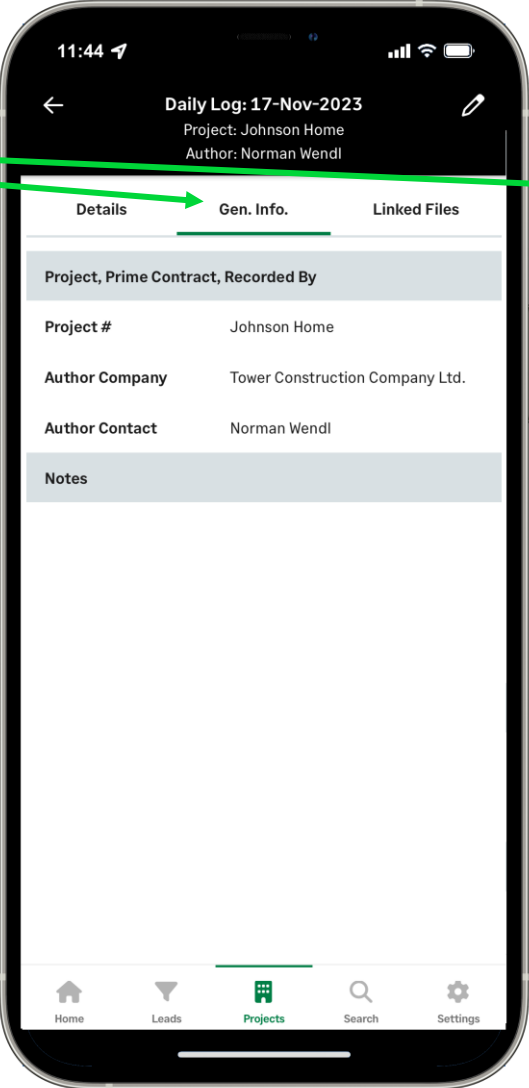 11:44
Daily Log: 17-Nov-2023
Project: Johnson Home
Author: Norman Wendl
Details Gen. Info. Linked Files
Project, Prime Contract, Recorded By
Project # Johnson Home
Author Company Tower Construction Company Ltd.
Author Contact Norman Wendl
Notes
Home Leads Projects Search Settings